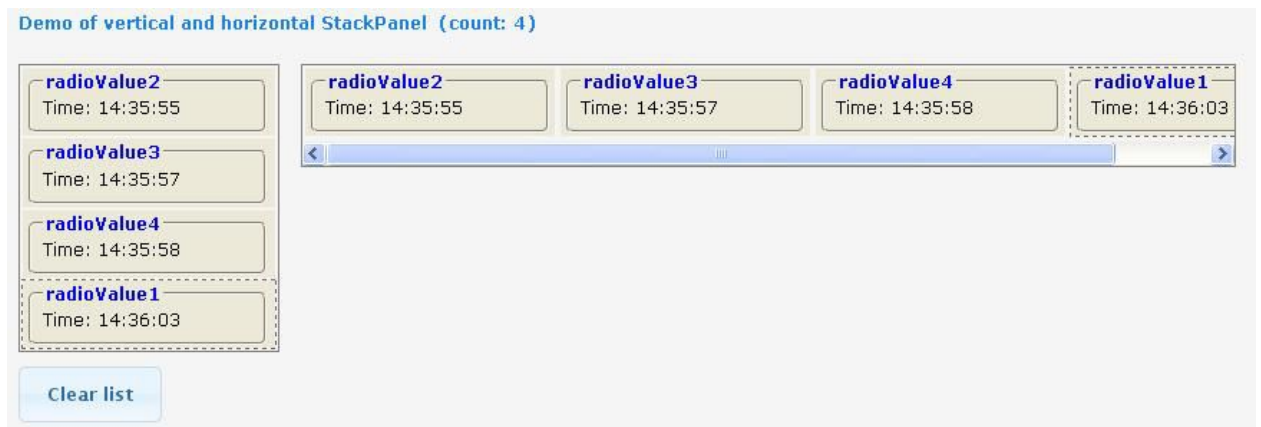 Demo of vertical and horizontal StackPanel (count: 4)
radioValue2
Time: 14:35:55
radioValue3
Time: 14:35:57
radioValue4
Time: 14:35:58
radioValue1
Time: 14:36:03
radioValue2
Time: 14:35:55
radioValue3
Time: 14:35:57
radioValue4
Time: 14:35:58
radioValue1
Time: 14:36:03
Clear list